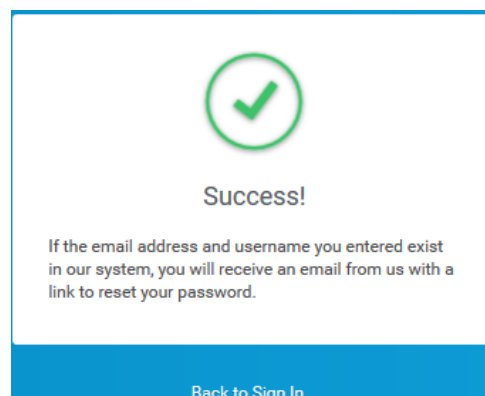 Success!
If the email address and username you entered exist
in our system, you will receive an email from us with a
link to reset your password.
Back to Sign In